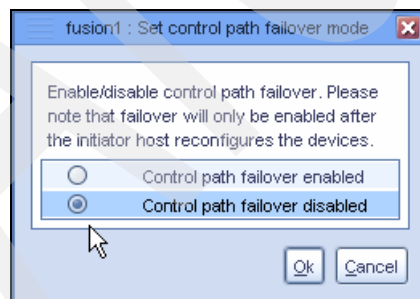 fusion1 : Set control path failover mode
Enable/disable control path failover. Please
note that failover will only be enabled after
the initiator host reconfigures the devices.
Control path failover enabled
Control path failover disabled
Ok Cancel